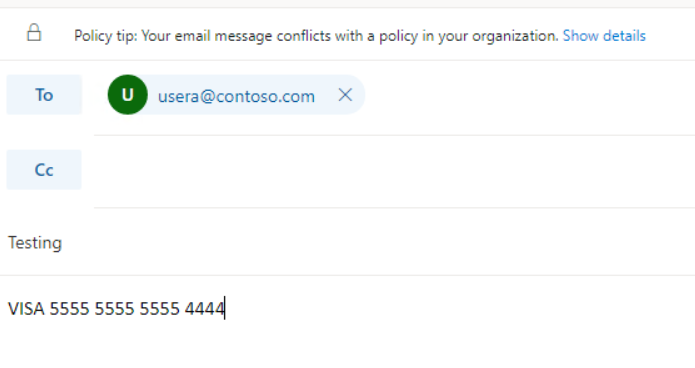 Policy tip: Your email message conflicts with a policy in your organization. Show details
To U usera@contoso.com
Cc
Testing
VISA 5555 5555 5555 4444